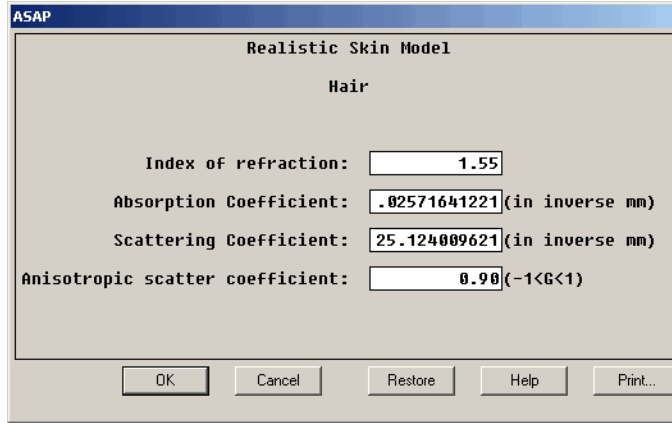 ASAP
Realistic Skin Model
Hair
Index of refraction: 1.55
Absorption Coefficient: .02571641221 (in inverse mm)
Scattering Coefficient: 25.124009621 (in inverse mm)
Anisotropic scatter coefficient: 0.90 (-1<G<1)
OK Cancel Restore Help Print...